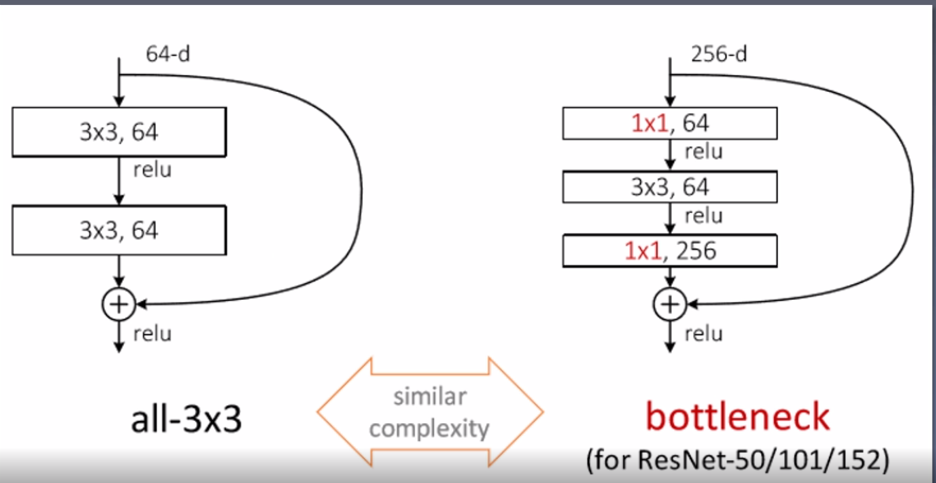 64-d
3x3, 64
relu
3x3, 64
+
relu
all-3x3
similar
complexity
256-d
1x1, 64
relu
3x3, 64
relu
1x1, 256
+
relu
bottleneck
(for ResNet-50/101/152)